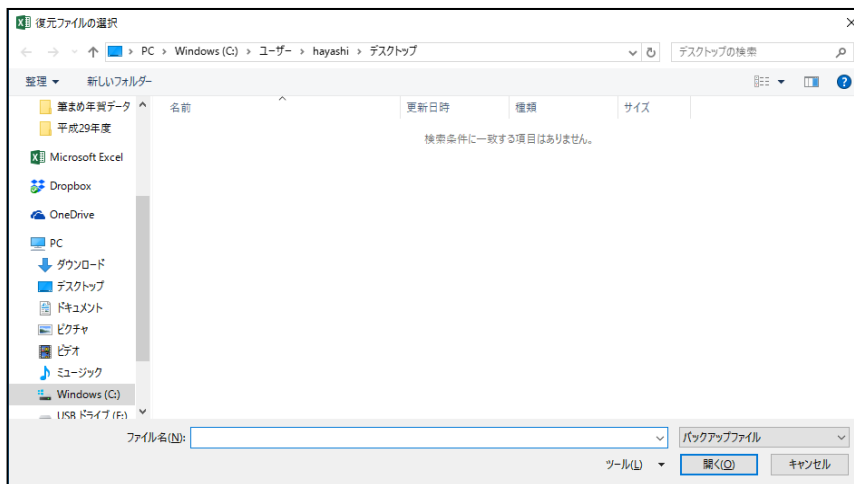 復元ファイルの選択
PC › Windows (C:) › ユーザー › hayashi › デスクトップ
デスクトップの検索
整理 新しいフォルダー
筆まめ年賀データ
平成29年度
Microsoft Excel
Dropbox
OneDrive
PC
ダウンロード
デスクトップ
ドキュメント
ピクチャ
ビデオ
ミュージック
Windows (C:)
USB ドライブ (F:)
名前 更新日時 種類 サイズ
検索条件に一致する項目はありません。
ファイル名(N): バックアップファイル
ツール(L) 開く(O) キャンセル